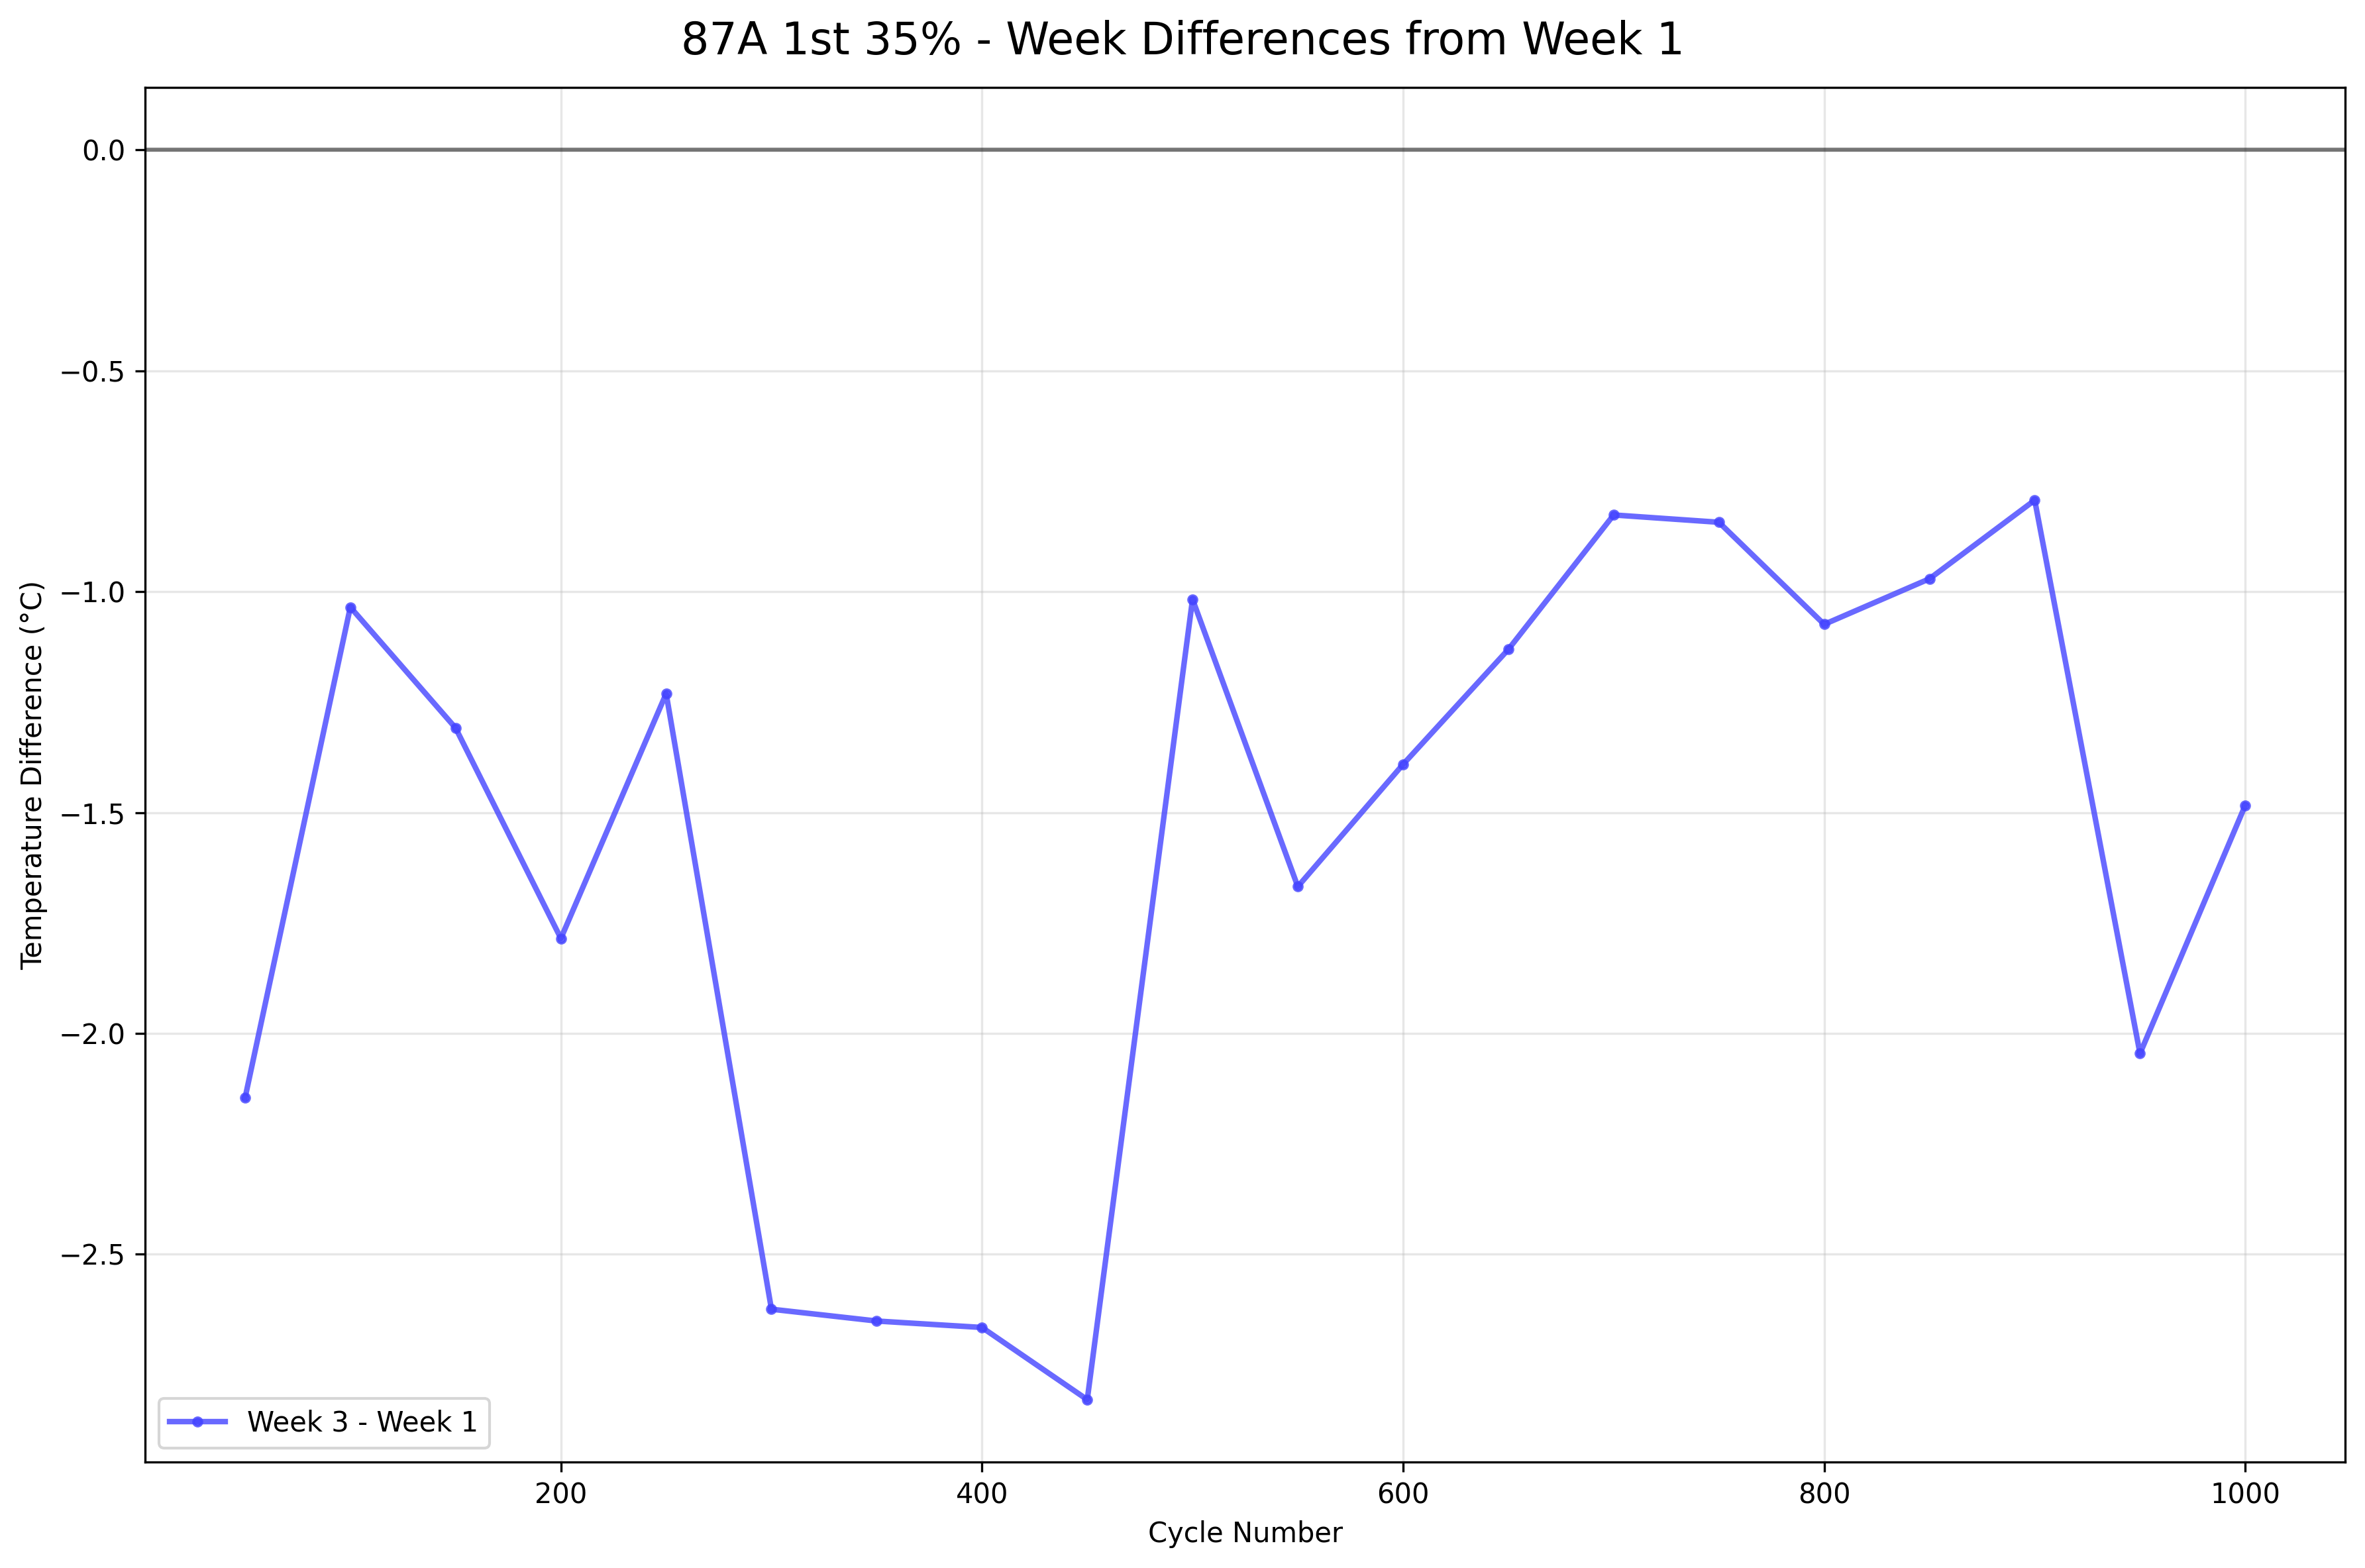 87A 1st 35% - Week Differences from Week 1
0.0
−0.5
−1.0
−1.5
−2.0
−2.5
Temperature Difference (°C)
Week 3 - Week 1
200
400
600
800
1000
Cycle Number